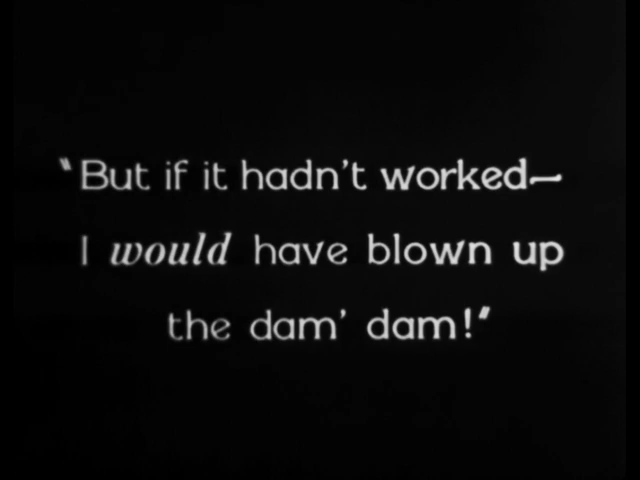 "But if it hadn't worked—
I would have blown up
the dam' dam!"